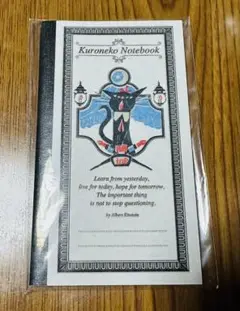 Kuroneko Notebook
Learn from yesterday,
live for today, hope for tomorrow.
The important thing
is not to stop questioning.
by Albert Einstein